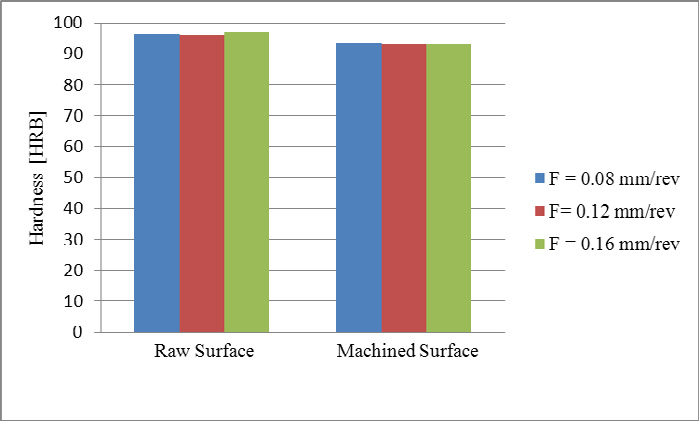 100
90
80
70
60
50
40
30
20
10
0
Hardness [HRB]
Raw Surface
Machined Surface
F = 0.08 mm/rev
F= 0.12 mm/rev
F = 0.16 mm/rev